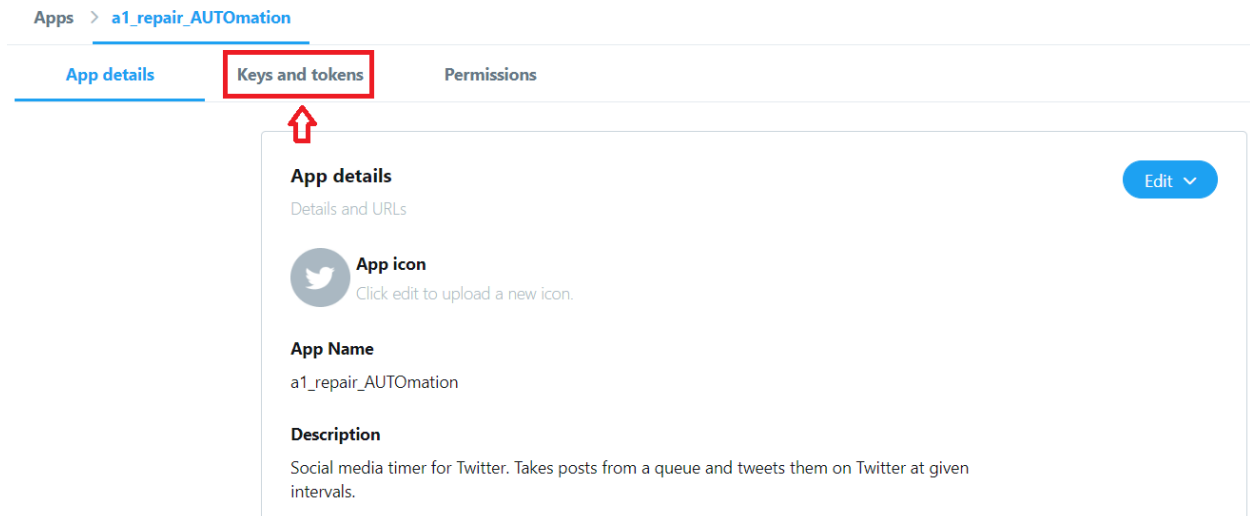 Apps > a1_repair_AUTOmation
App details Keys and tokens Permissions
App details
Edit
Details and URLs
App icon
Click edit to upload a new icon.
App Name
a1_repair_AUTOmation
Description
Social media timer for Twitter. Takes posts from a queue and tweets them on Twitter at given
intervals.